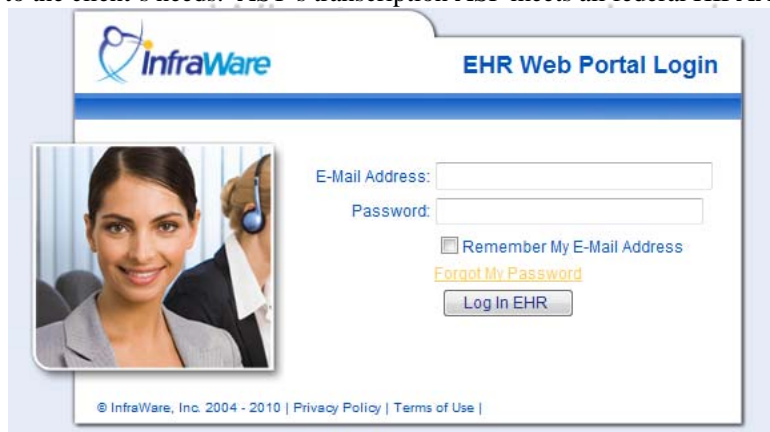 InfraWare
EHR Web Portal Login
E-Mail Address:
Password:
Remember My E-Mail Address
Forgot My Password
Log In EHR
© InfraWare, Inc. 2004 - 2010 | Privacy Policy | Terms of Use |